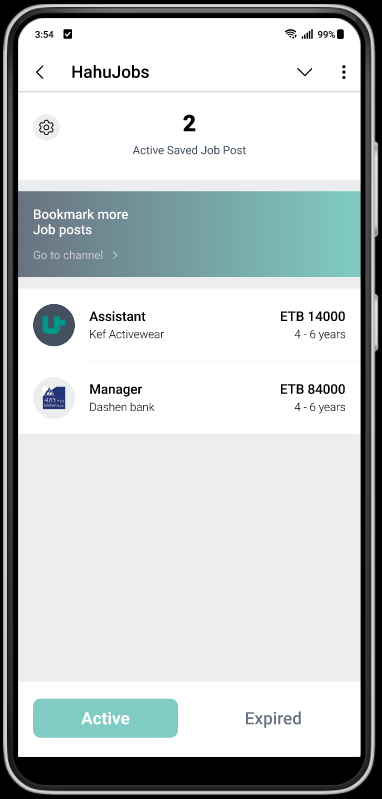 3:54
99%
HahuJobs
2
Active Saved Job Post
Bookmark more
Job posts
Go to channel
Assistant
ETB 14000
Kef Activewear
4 - 6 years
Manager
ETB 84000
Dashen bank
4 - 6 years
Active
Expired